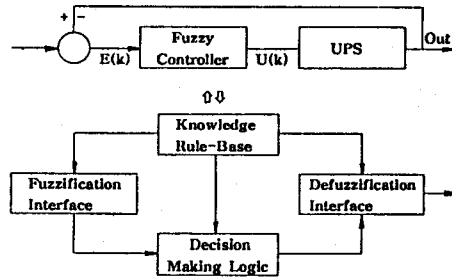 + -
Fuzzy
Controller
UPS
Out
E(k)
U(k)
Knowledge
Rule-Base
Fuzzification
Interface
Defuzzification
Interface
Decision
Making Logic